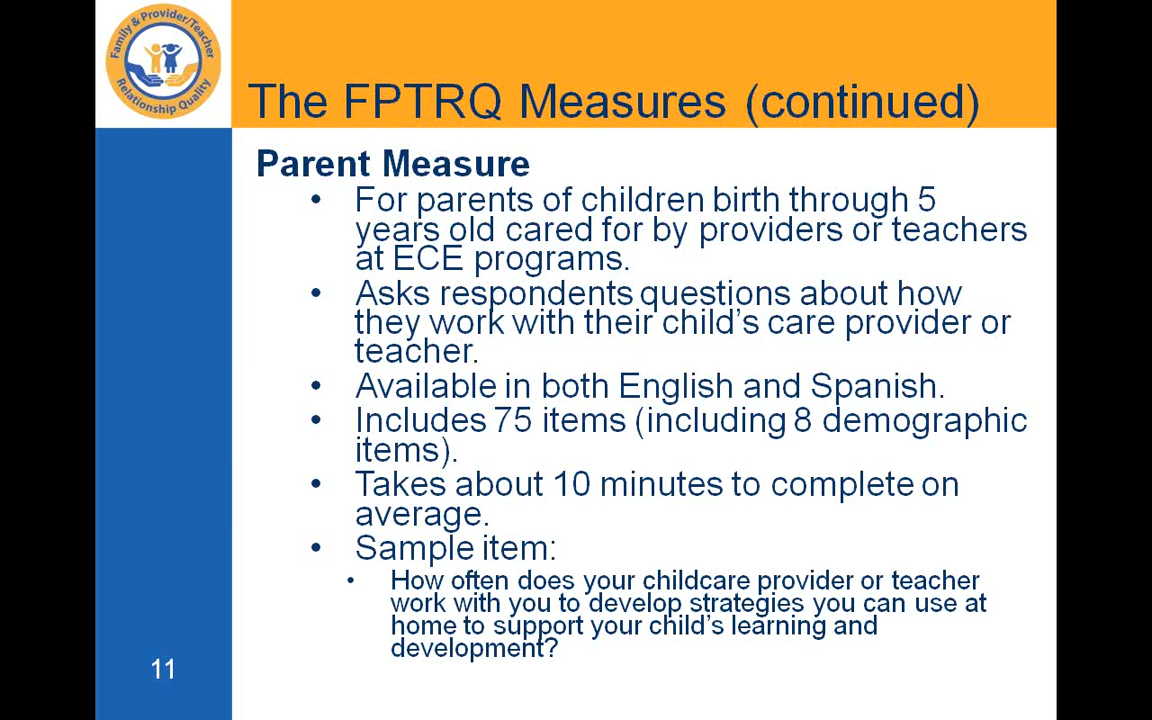 Family & Provider/Teacher
Relationship Quality
The FPTRQ Measures (continued)
Parent Measure
• For parents of children birth through 5
years old cared for by providers or teachers
at ECE programs.
• Asks respondents questions about how
they work with their child’s care provider or
teacher.
• Available in both English and Spanish.
• Includes 75 items (including 8 demographic
items).
• Takes about 10 minutes to complete on
average.
• Sample item:
• How often does your childcare provider or teacher
work with you to develop strategies you can use at
home to support your child’s learning and
development?
11